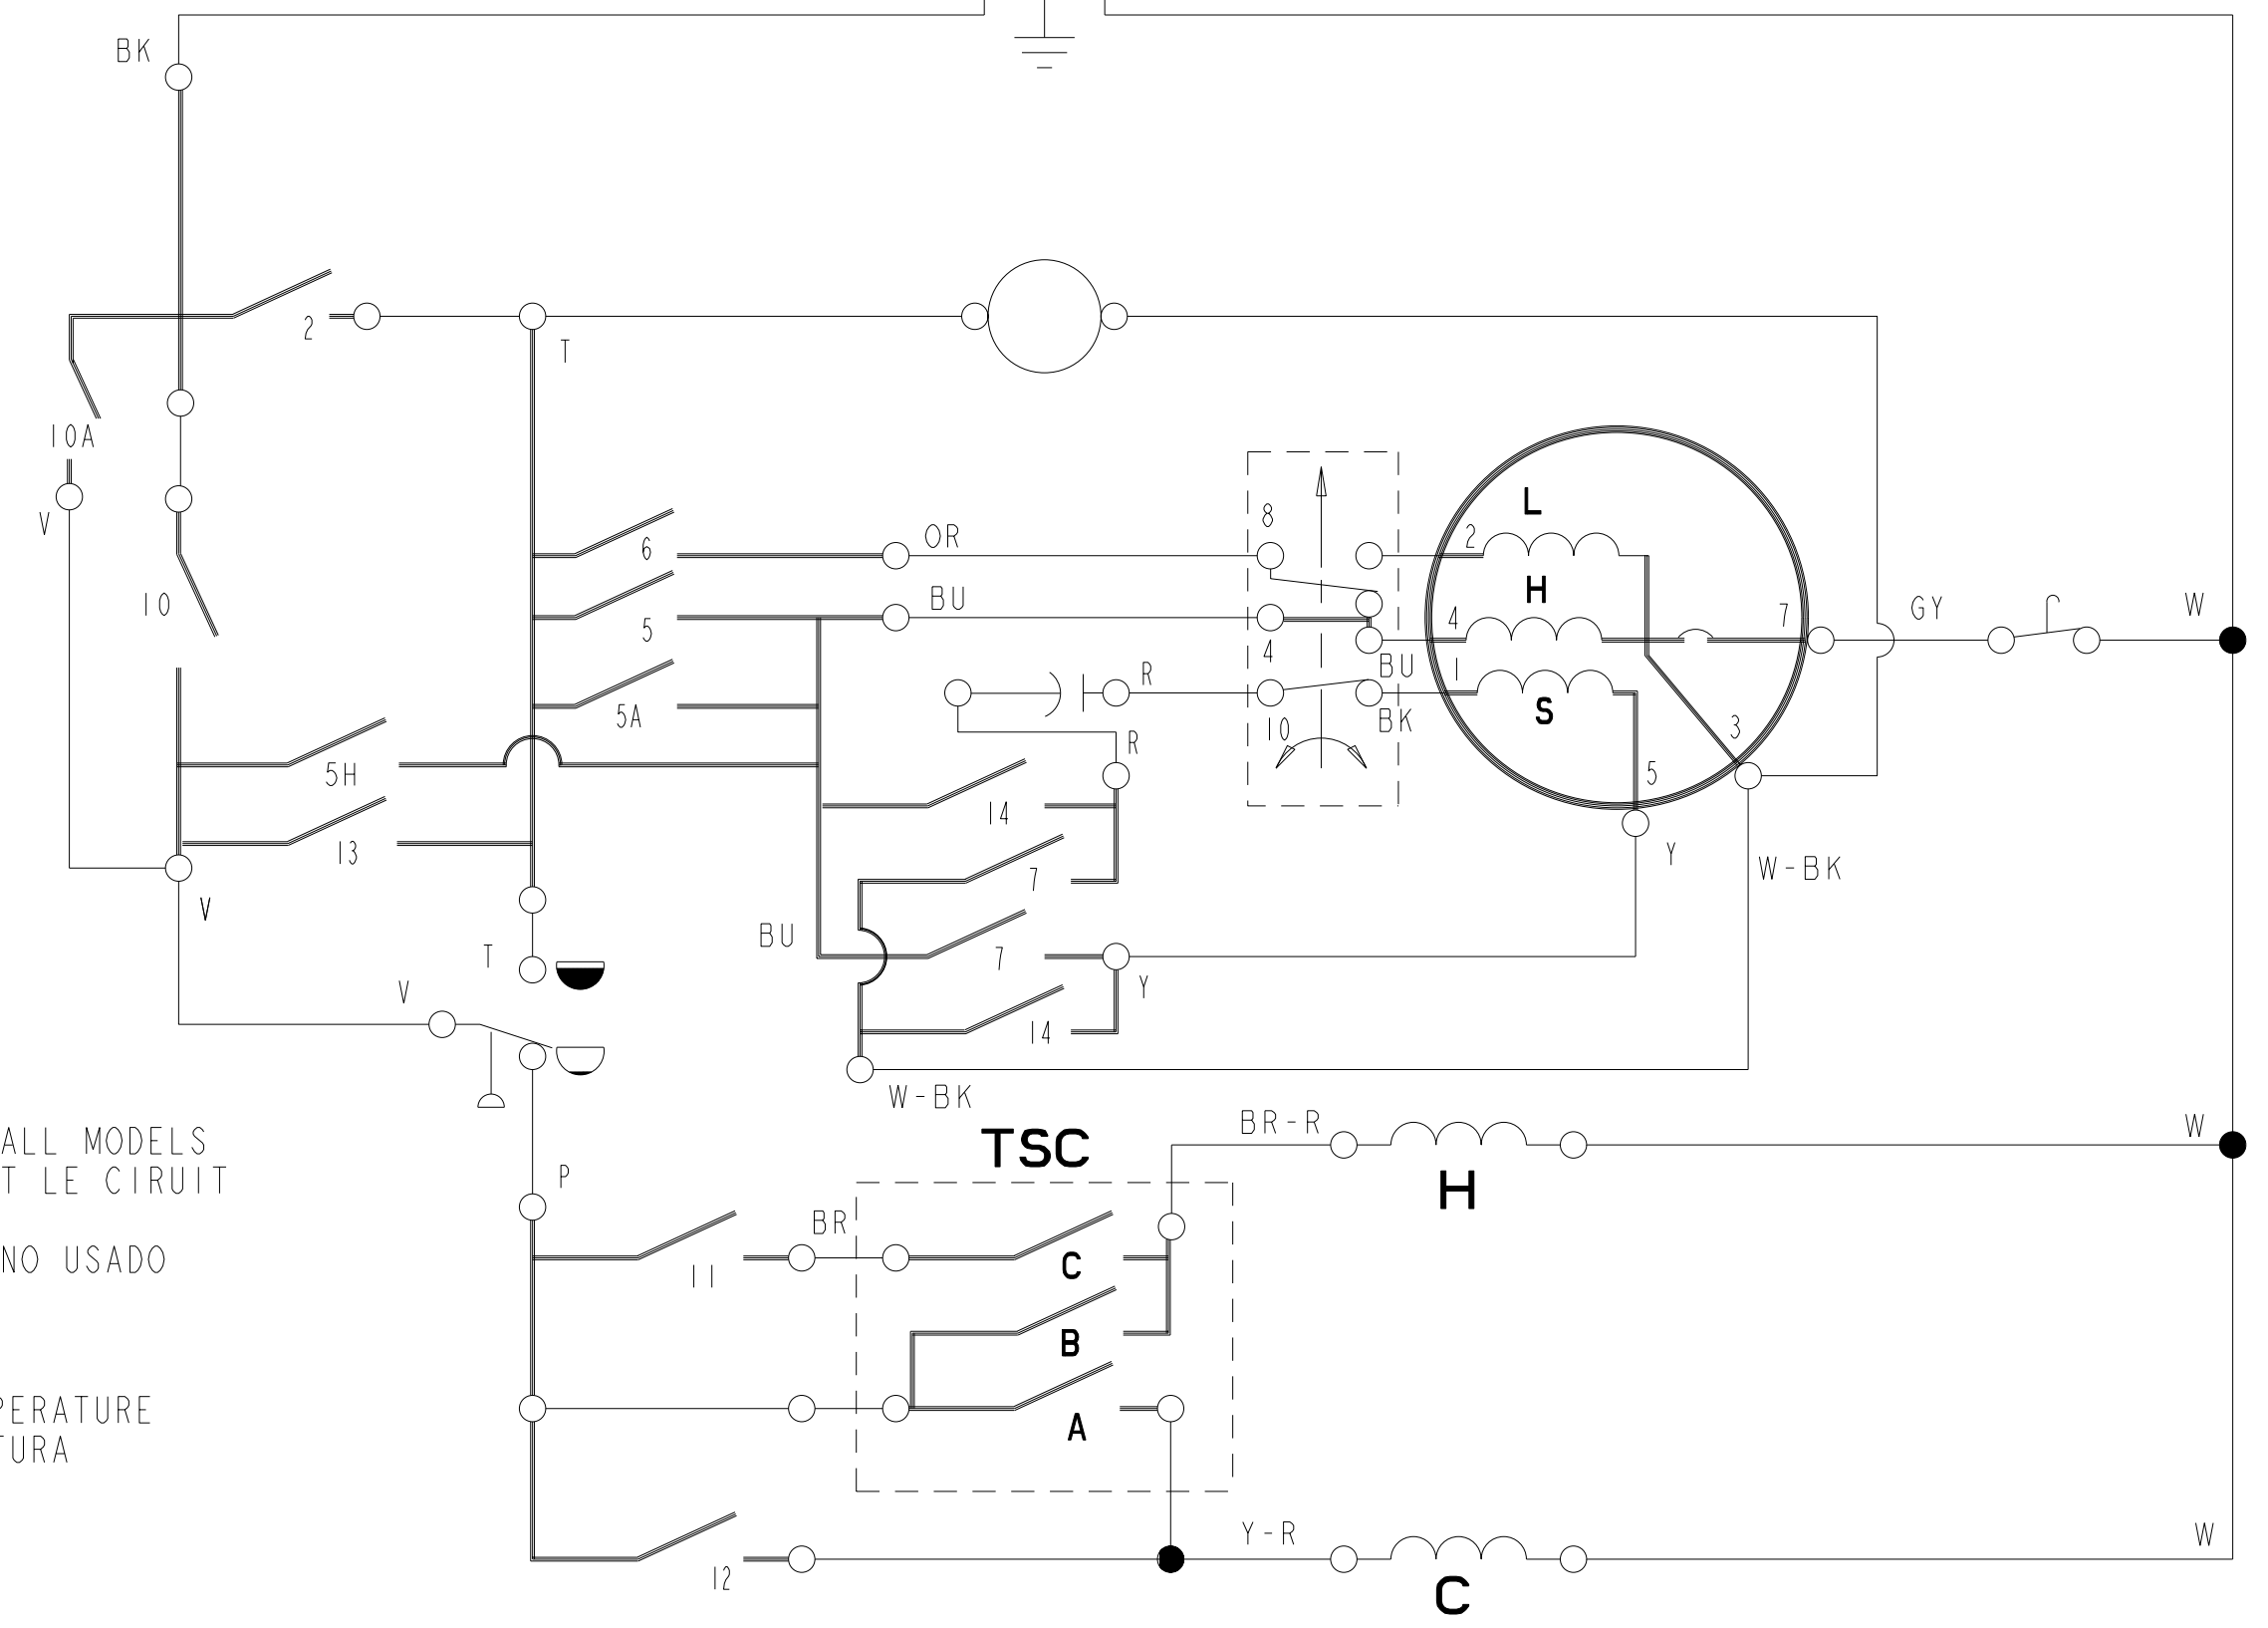 BK
2
T
10A
V
6
OR
8
L
2
10
5
BU
H
4
7
GY
W
4
BU
1
R
5A
S
10
BK
3
R
5H
5
14
13
7
Y
W-BK
V
BU
T
7
V
Y
14
W-BK
ALL MODELS
T LE CIRUIT
TSC
BR-R
W
P
H
BR
NO USADO
11
C
B
PERATURE
A
TURA
Y-R
W
12
C